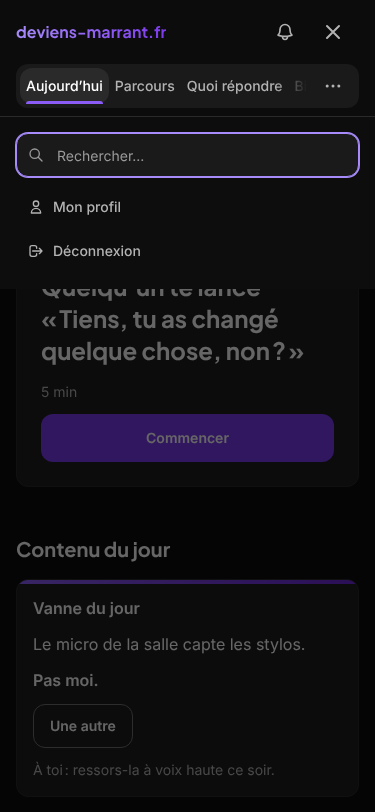 deviens-marrant.fr
Aujourd’hui Parcours Quoi répondre
Rechercher...
Mon profil
Déconnexion
Quelqu’un te lance
« Tiens, tu as changé
quelque chose, non ? »
5 min
Commencer
Contenu du jour
Vanne du jour
Le micro de la salle capte les stylos.
Pas moi.
Une autre
À toi : ressors-la à voix haute ce soir.